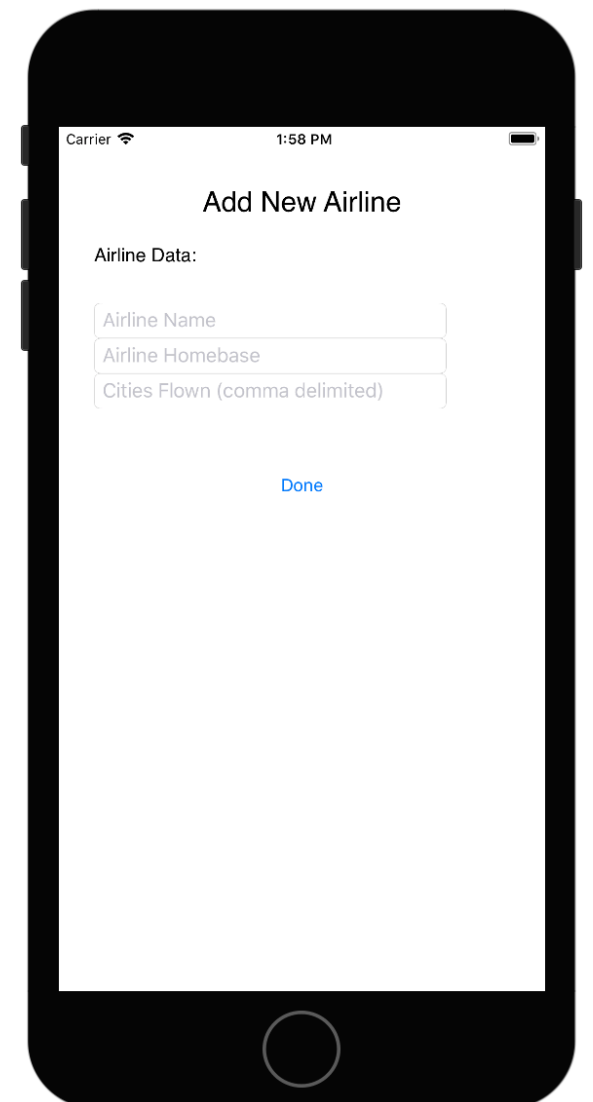 Carrier 1:58 PM
Add New Airline
Airline Data:
Airline Name
Airline Homebase
Cities Flown (comma delimited)
Done